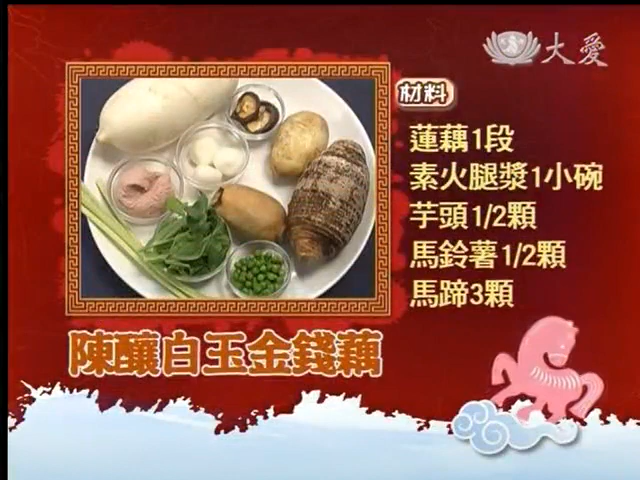 大愛
材料
蓮藕1段
素火腿漿1小碗
芋頭1/2顆
馬鈴薯1/2顆
馬蹄3顆
陳釀白玉金錢藕